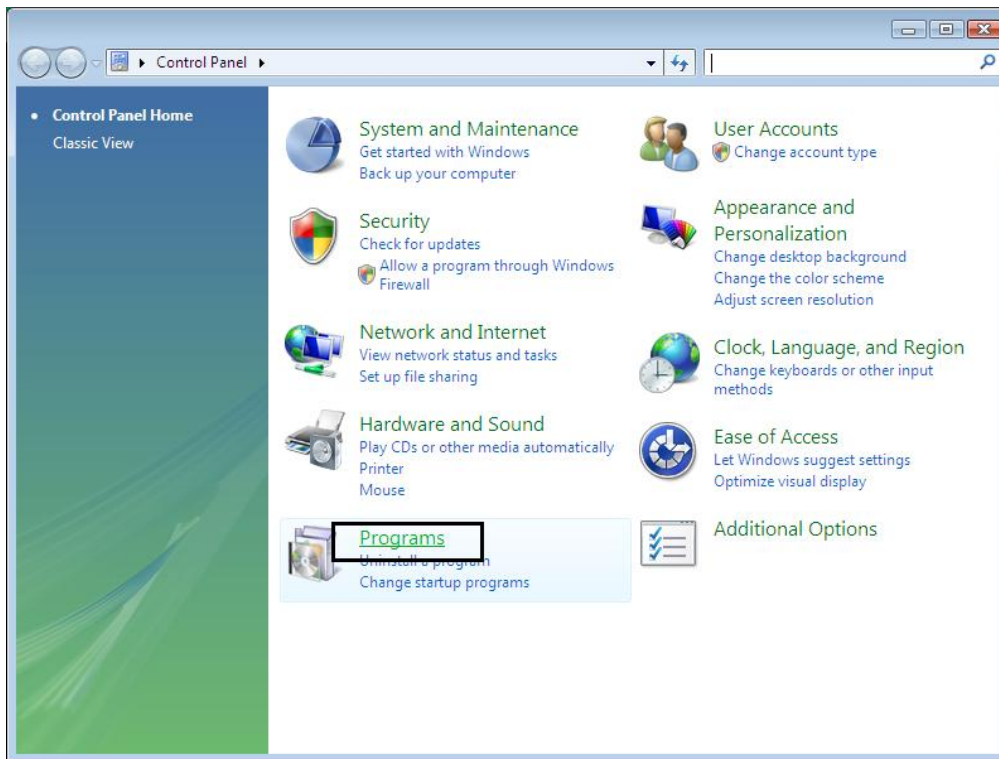 Control Panel
Control Panel Home
Classic View
System and Maintenance
Get started with Windows
Back up your computer
Security
Check for updates
Allow a program through Windows
Firewall
Network and Internet
View network status and tasks
Set up file sharing
Hardware and Sound
Play CDs or other media automatically
Printer
Mouse
Programs
Uninstall a program
Change startup programs
User Accounts
Change account type
Appearance and
Personalization
Change desktop background
Change the color scheme
Adjust screen resolution
Clock, Language, and Region
Change keyboards or other input
methods
Ease of Access
Let Windows suggest settings
Optimize visual display
Additional Options